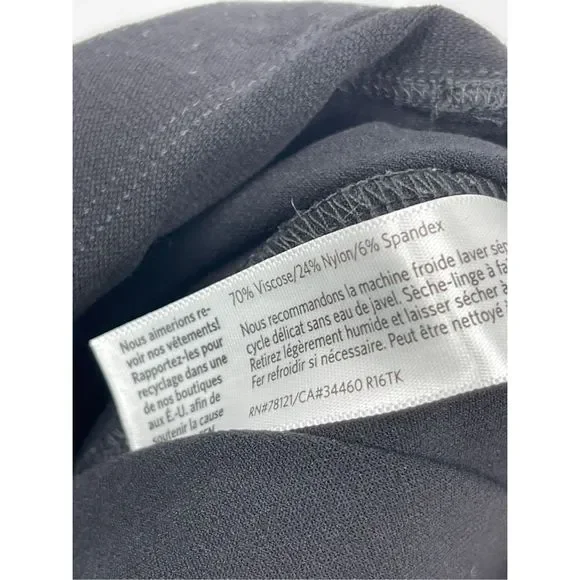 Nous aimerions re-
voir nos vêtements!
Rapportez-les pour
recyclage dans une
de nos boutiques
aux É.-U. afin de
soutenir la cause
70% Viscose/24% Nylon/6% Spandex
Nous recommandons la machine froide laver
cycle délicat sans eau de javel. Sèche-linge à
Retirez légèrement humide et laisser sécher à
Fer refroidir si nécessaire. Peut être nettoyé
RN#78121/CA#34460 R16TK